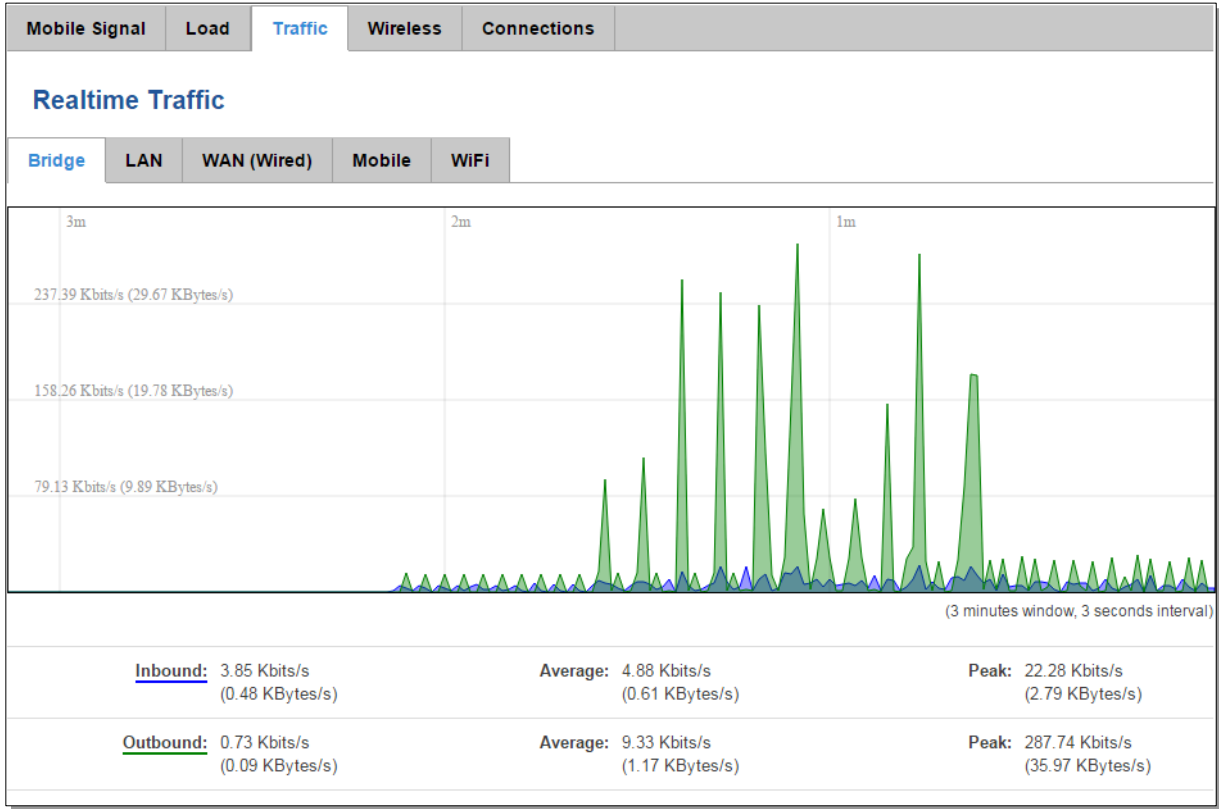 Mobile Signal Load Traffic Wireless Connections
Realtime Traffic
Bridge LAN WAN (Wired) Mobile WiFi
3m 2m 1m
237.39 Kbits/s (29.67 KBytes/s)
158.26 Kbits/s (19.78 KBytes/s)
79.13 Kbits/s (9.89 KBytes/s)
(3 minutes window, 3 seconds interval)
Inbound: 3.85 Kbits/s Average: 4.88 Kbits/s Peak: 22.28 Kbits/s
(0.48 KBytes/s) (0.61 KBytes/s) (2.79 KBytes/s)
Outbound: 0.73 Kbits/s Average: 9.33 Kbits/s Peak: 287.74 Kbits/s
(0.09 KBytes/s) (1.17 KBytes/s) (35.97 KBytes/s)